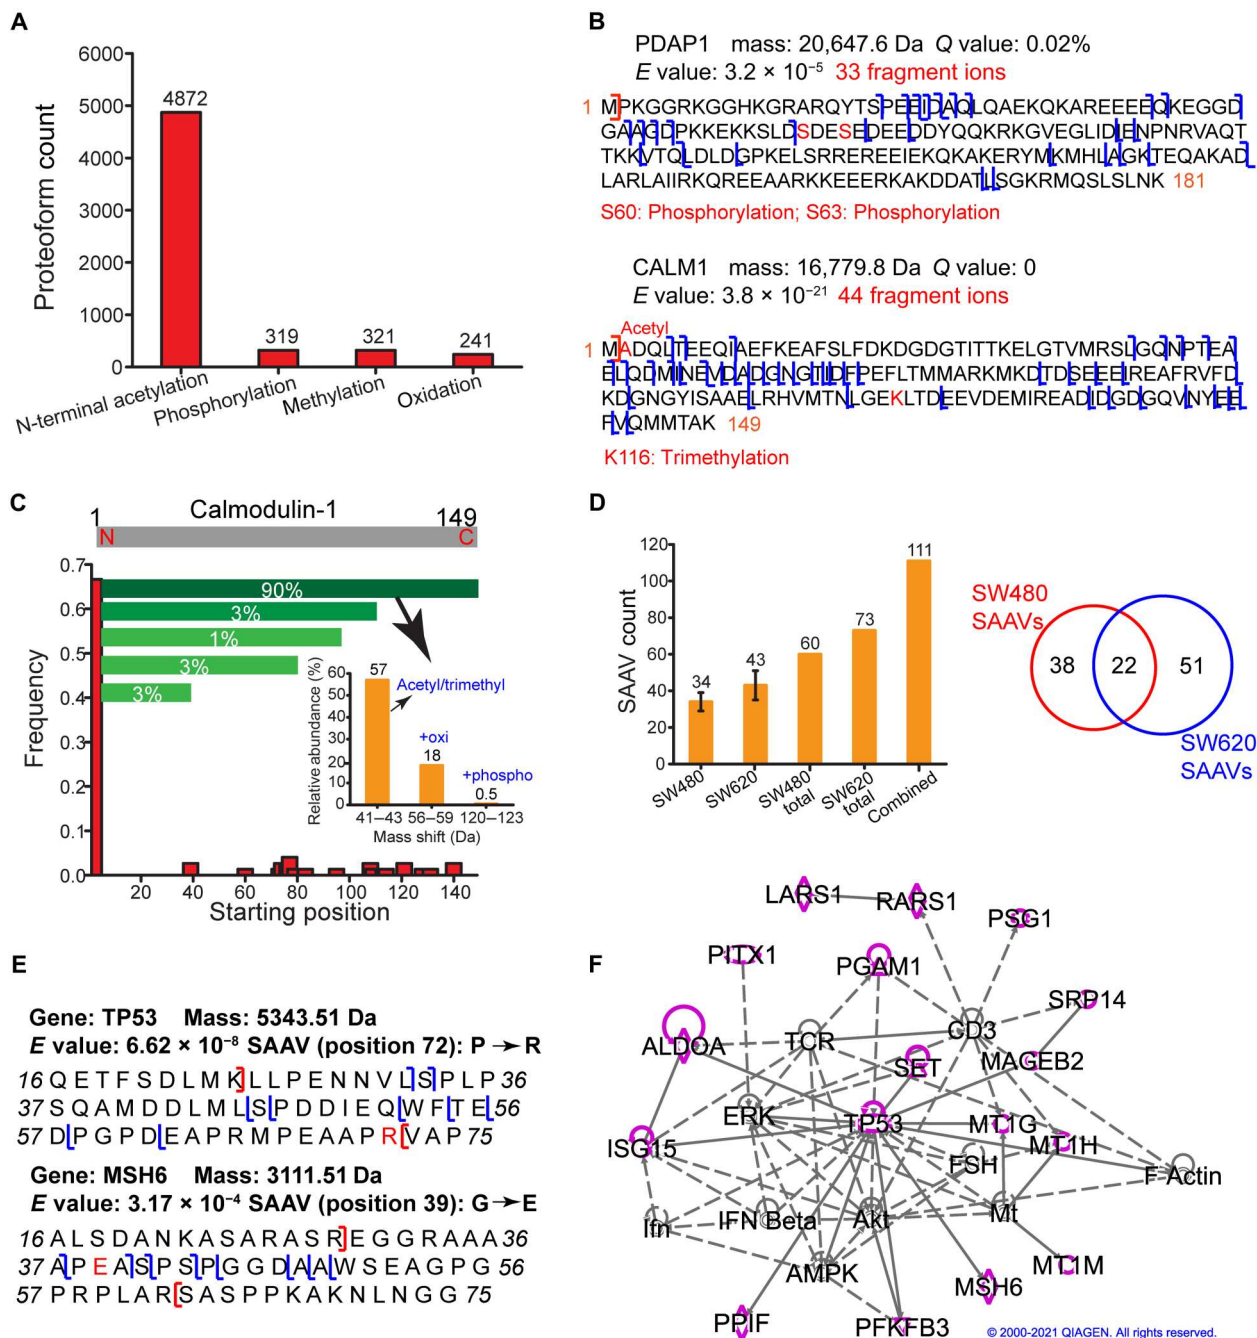 A
6000
5000
4000
3000
2000
1000
0
Proteoform count
4872
319
321
241
N-terminal acetylation
Phosphorylation
Methylation
Oxidation
B
PDAP1 mass: 20,647.6 Da Q value: 0.02%
E value: 3.2 × 10⁻⁵ 33 fragment ions
1 MPKGGRKGGHKGRARQYTSPEEIDAQLQAEKQKAREEEEQKEGGD
GAAGDPKKEKKSLDSDESEDEEDDYQQKRKGVEGLIDIENPNRVAQT
TKKVTQLDLDGPKELSRREREEIEKQKAKERYMKMHLAGKTEQAKAD
LARLAIIRKQREEAARKKEEERKAKDDATLSGKRMQSLSLNK 181
S60: Phosphorylation; S63: Phosphorylation
CALM1 mass: 16,779.8 Da Q value: 0
E value: 3.8 × 10⁻²¹ 44 fragment ions
Acetyl
1 MADQLTEEQIAEFKEAFSLFDKDGDGTITTKELGTVMRSLGQNPTEA
ELQDMINEVDADGNGTIDFPEFLTMMARKMKDTDSEEEIREAFRVFD
KDGNGYISAAELRHVMTNLGEKLTDEEVDEMIREADIDGDGQVNYEE
FVQMMTAK 149
K116: Trimethylation
C
1 Calmodulin-1 149
N C
0.7
0.6
0.5
0.4
0.3
0.2
0.1
0.0
Frequency
90%
3%
1%
3%
3%
60
50
40
30
20
10
0
Relative abundance (%)
57
Acetyl/trimethyl
+oxi
18
+phospho
0.5
41–43 56–59 120–123
Mass shift (Da)
20 40 60 80 100 120 140
Starting position
D
120
100
80
60
40
20
0
SAAV count
34
43
60
73
111
SW480
SW620
SW480 total
SW620 total
Combined
SW480
SAAVs
38 22 51
SW620
SAAVs
E
Gene: TP53 Mass: 5343.51 Da
E value: 6.62 × 10⁻⁸ SAAV (position 72): P → R
16 Q E T F S D L M K L L P E N N V L S P L P 36
37 S Q A M D D L M L S P D D I E Q W F T E 56
57 D P G P D E A P R M P E A A P R V A P 75
Gene: MSH6 Mass: 3111.51 Da
E value: 3.17 × 10⁻⁴ SAAV (position 39): G → E
16 A L S D A N K A S A R A S R E G G R A A A 36
37 A P E A S P S P G G D A A W S E A G P G 56
57 P R P L A R S A S P P K A K N L N G G 75
F
LARS1
RARS1
PSG1
PITX1
PGAM1
SRP14
ALDOA
TCR
CD3
SET
MAGEB2
ERK
TP53
MT1G
MT1H
ISG15
FSH
F Actin
Ifn
IFN Beta
Akt
Mt
AMPK
MSH6
MT1M
PPIF
PFKFB3
© 2000-2021 QIAGEN. All rights reserved.